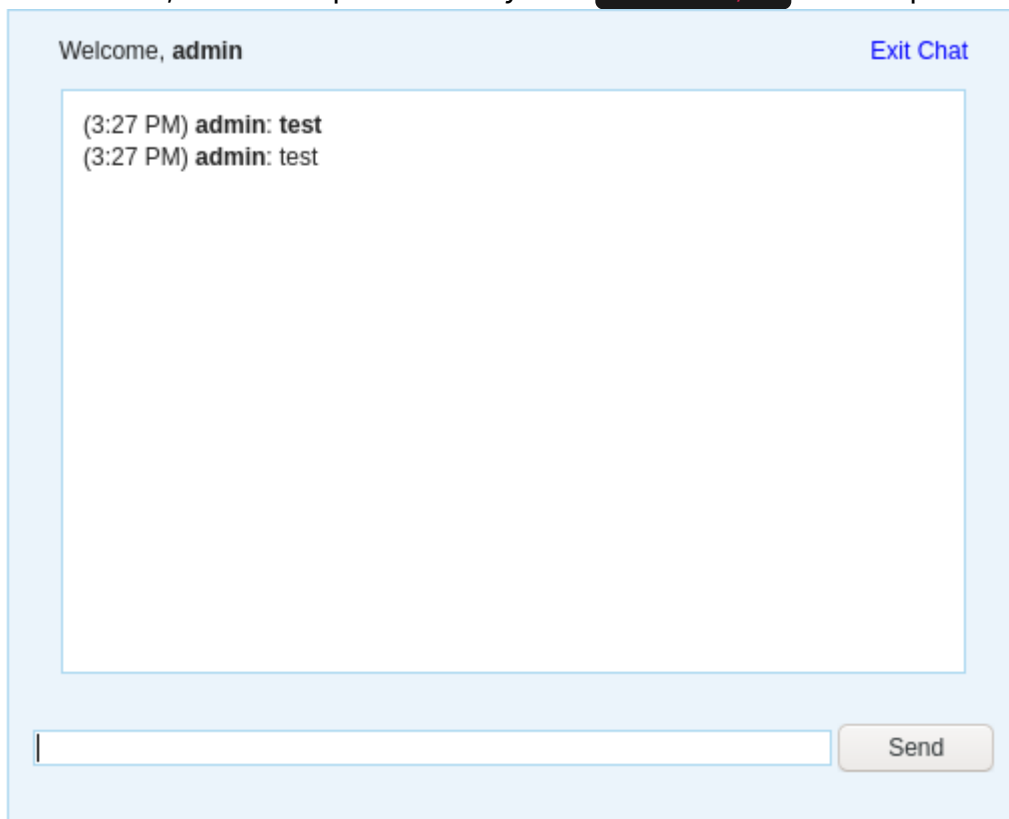 Welcome, admin
Exit Chat
(3:27 PM) admin: test
(3:27 PM) admin: test
Send